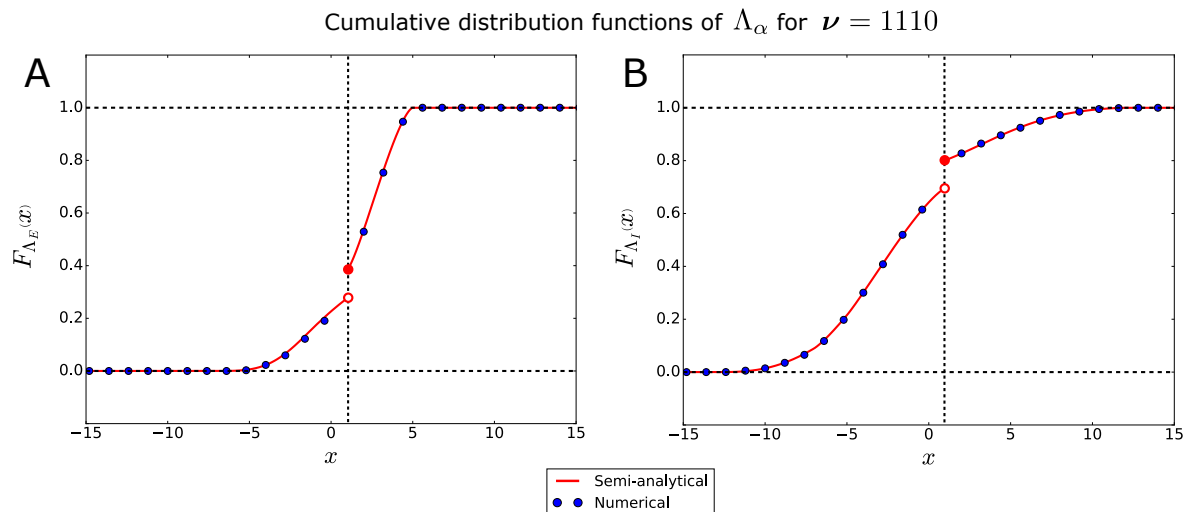 Cumulative distribution functions of Λ_α for ν = 1110
A
B
1.0
0.8
0.6
0.4
0.2
0.0
F_{Λ_E}(x)
−15 −10 −5 0 5 10 15
x
1.0
0.8
0.6
0.4
0.2
0.0
F_{Λ_I}(x)
−15 −10 −5 0 5 10 15
x
Semi-analytical
Numerical